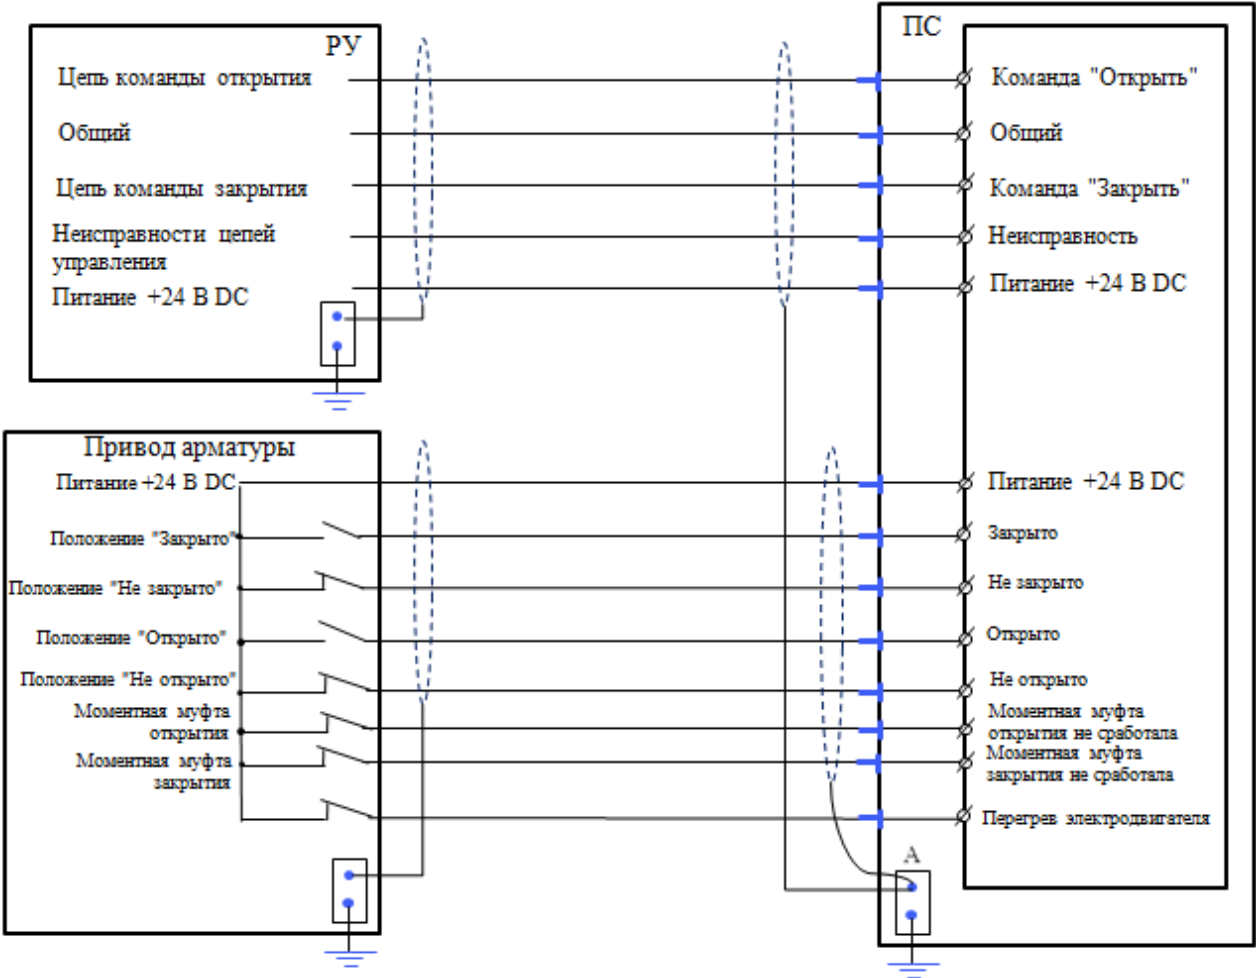 РУ
Цепь команды открытия
Общий
Цепь команды закрытия
Неисправности цепей
управления
Питание +24 В DC
Привод арматуры
Питание +24 В DC
Положение "Закрыто"
Положение "Не закрыто"
Положение "Открыто"
Положение "Не открыто"
Моментная муфта
открытия
Моментная муфта
закрытия
ПС
Команда "Открыть"
Общий
Команда "Закрыть"
Неисправность
Питание +24 В DC
Питание +24 В DC
Закрыто
Не закрыто
Открыто
Не открыто
Моментная муфта
открытия не сработала
Моментная муфта
закрытия не сработала
Перегрев электродвигателя
А